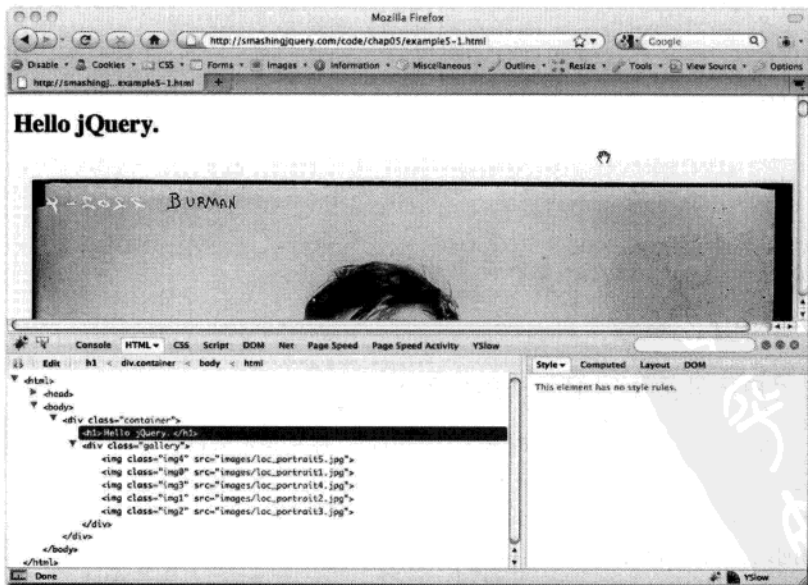 Mozilla Firefox
http://smashingjquery.com/code/chap05/example5-1.html
Google
Disable Cookies CSS Forms Images Information Miscellaneous Outline Resize Tools View Source Options
http://smashingj...example5-1.html
Hello jQuery.
BURMAN
Console HTML CSS Script DOM Net Page Speed Page Speed Activity YSlow
Edit h1 < div.container < body < html
Style Computed Layout DOM
This element has no style rules.
<html>
<head>
<body>
<div class="container">
<h1>Hello jQuery.</h1>
<div class="gallery">
<img class="img4" src="images/loc_portrait5.jpg">
<img class="img0" src="images/loc_portrait1.jpg">
<img class="img3" src="images/loc_portrait4.jpg">
<img class="img1" src="images/loc_portrait2.jpg">
<img class="img2" src="images/loc_portrait3.jpg">
</div>
</div>
</body>
</html>
Done
YSlow